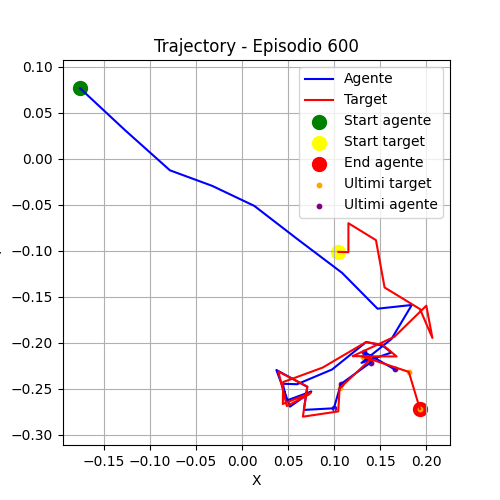 Trajectory - Episodio 600
Agente
Target
Start agente
Start target
End agente
Ultimi target
Ultimi agente
0.10
0.05
0.00
−0.05
−0.10
−0.15
−0.20
−0.25
−0.30
−0.15 −0.10 −0.05 0.00 0.05 0.10 0.15 0.20
X